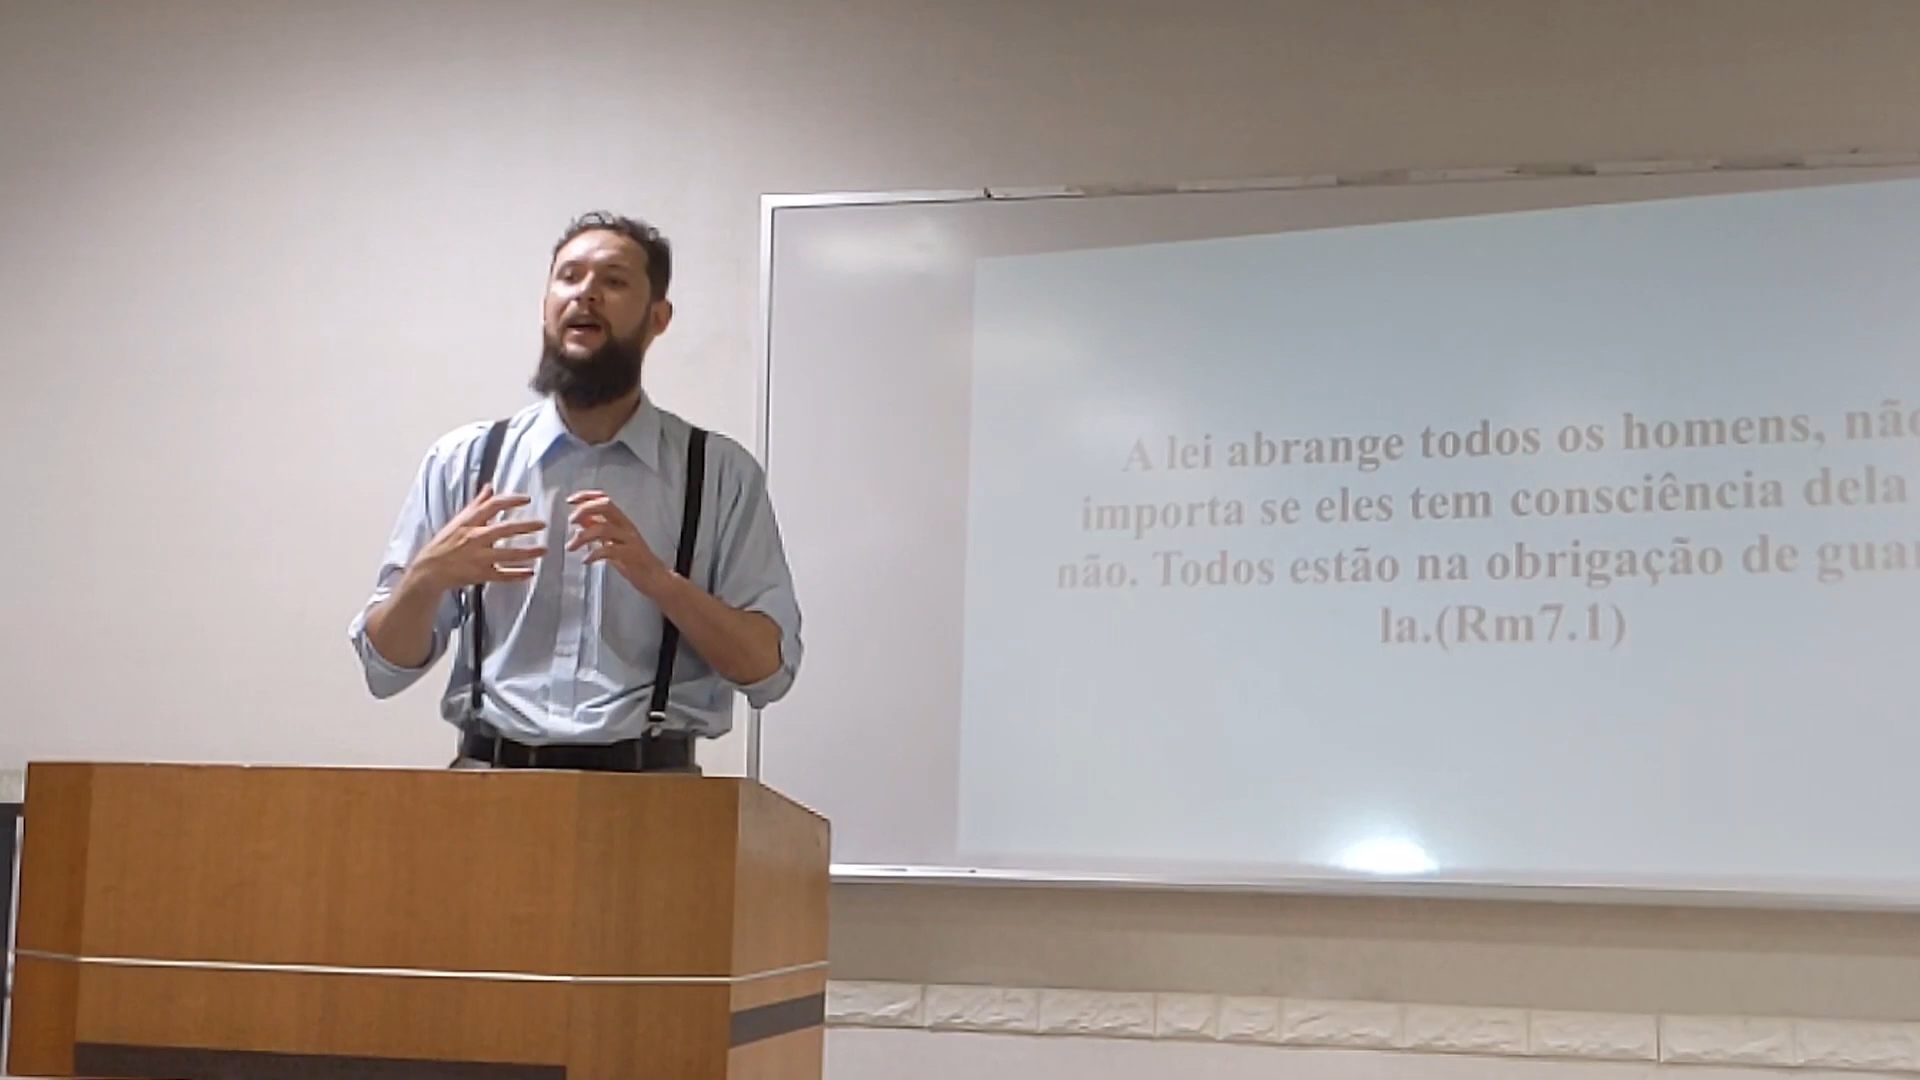 A lei abrange todos os homens, não
importa se eles tem consciência dela
não. Todos estão na obrigação de guar
la.(Rm7.1)